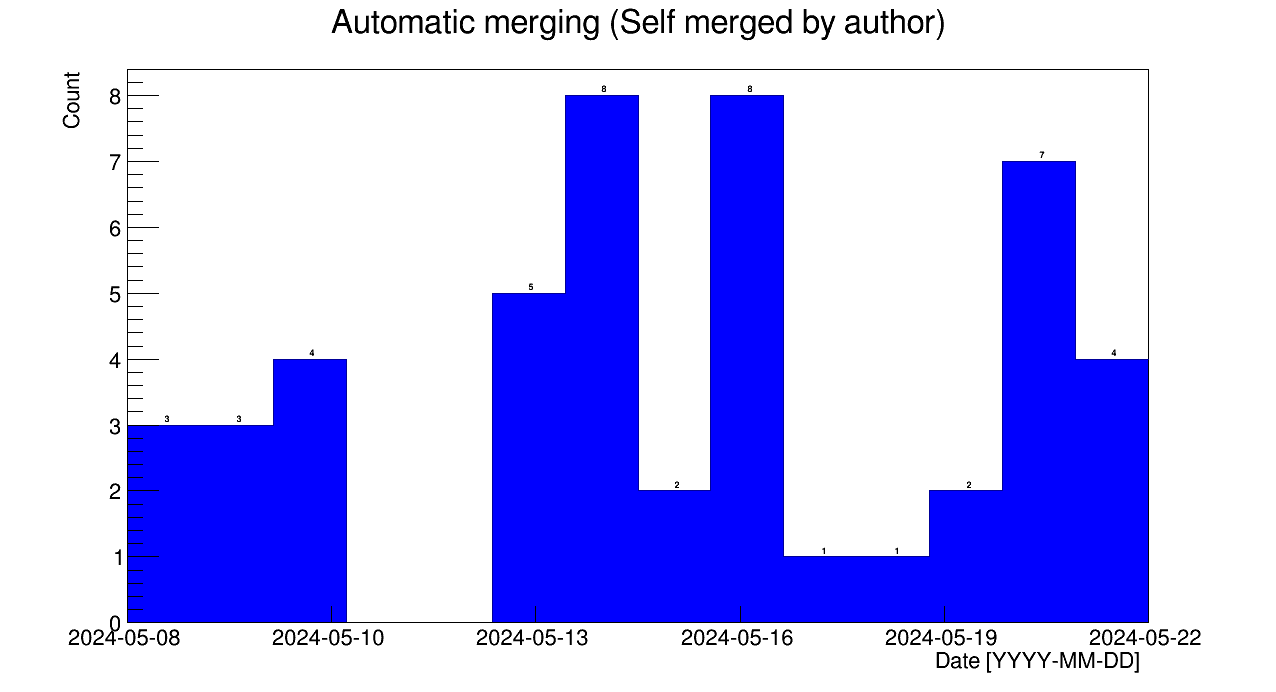 Automatic merging (Self merged by author)
Count
8
7
6
5
4
3
2
1
0
3 3 4 5 8 2 8 1 1 2 7 4
2024-05-08 2024-05-10 2024-05-13 2024-05-16 2024-05-19 2024-05-22
Date [YYYY-MM-DD]